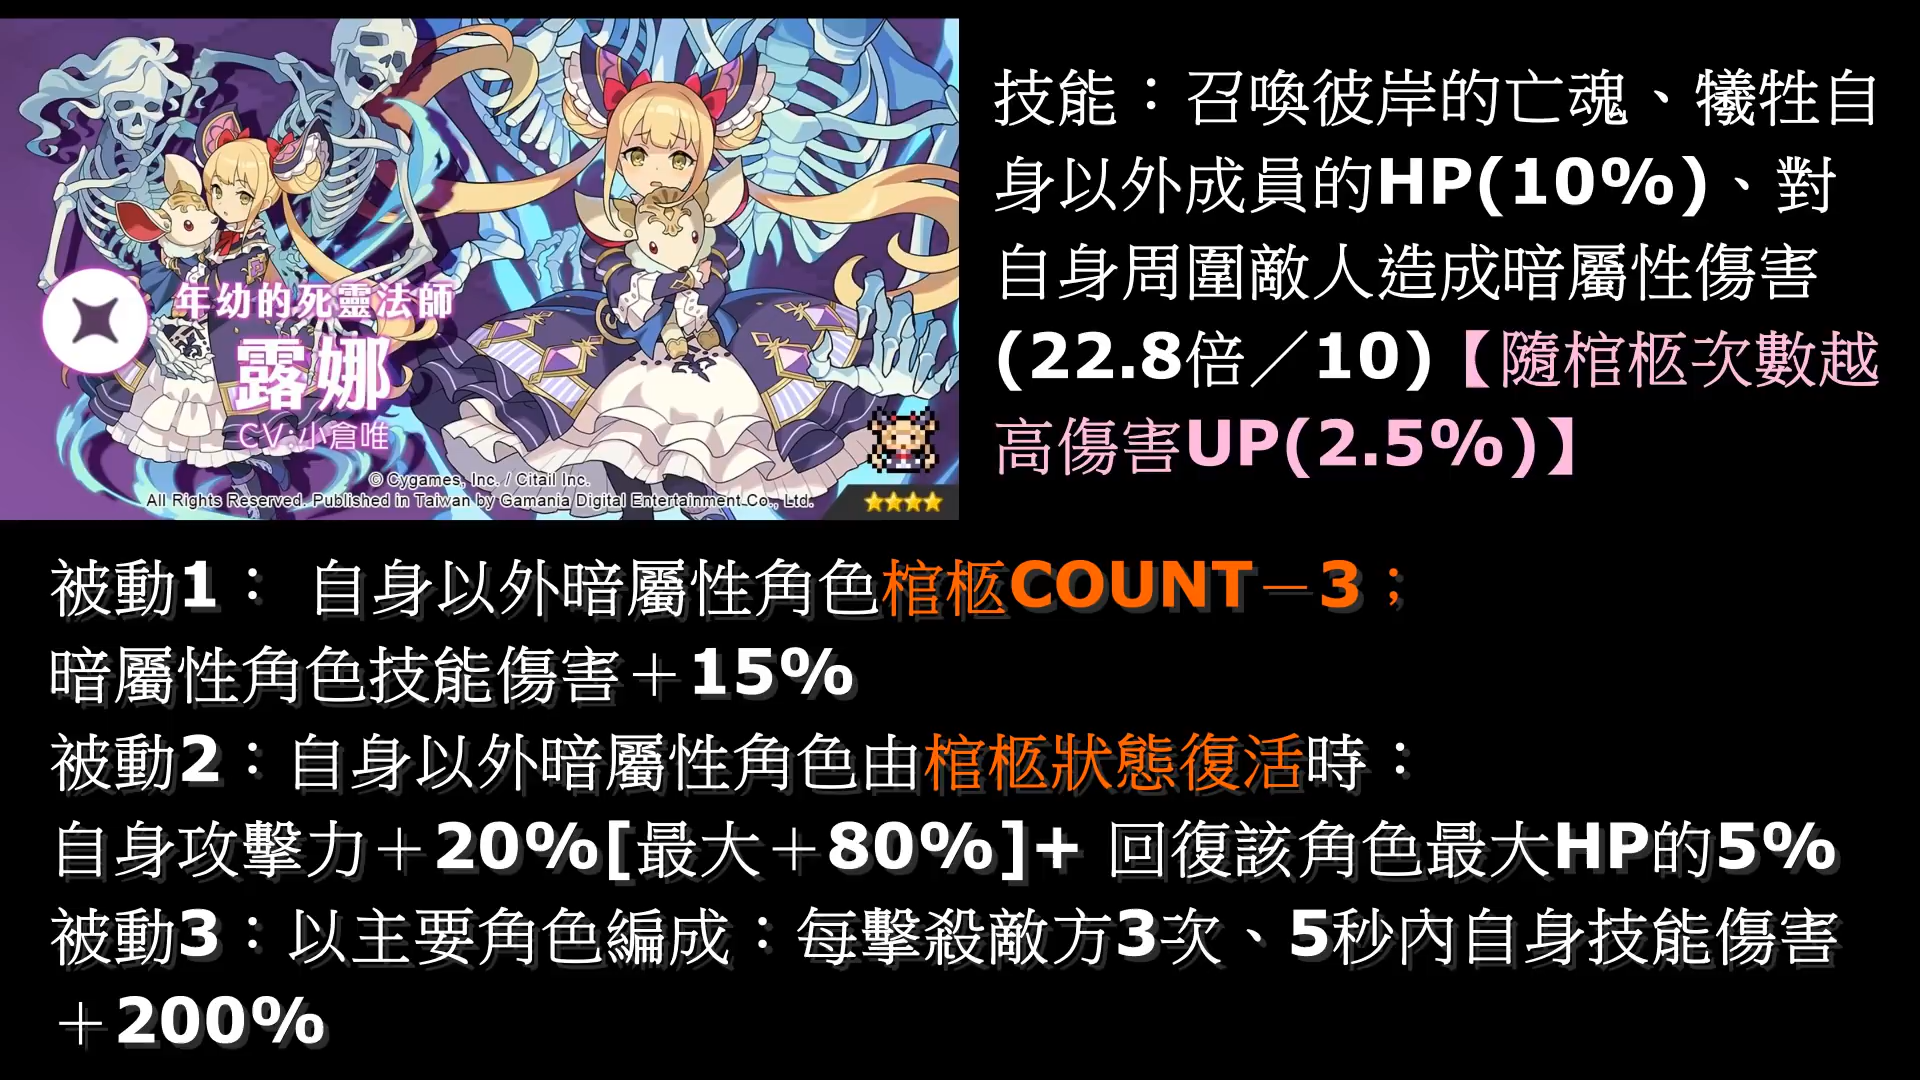 年幼的死靈法師
露娜
CV:小倉唯
© Cygames, Inc. / Citail Inc.
All Rights Reserved. Published in Taiwan by Gamania Digital Entertainment Co., Ltd.
技能：召喚彼岸的亡魂、犧牲自
身以外成員的HP(10%)、對
自身周圍敵人造成暗屬性傷害
(22.8倍／10)【隨棺柩次數越
高傷害UP(2.5%)】
被動1： 自身以外暗屬性角色棺柩COUNT－3；
暗屬性角色技能傷害＋15%
被動2：自身以外暗屬性角色由棺柩狀態復活時：
自身攻擊力＋20%[最大＋80%]+ 回復該角色最大HP的5%
被動3：以主要角色編成：每擊殺敵方3次、5秒內自身技能傷害
＋200%